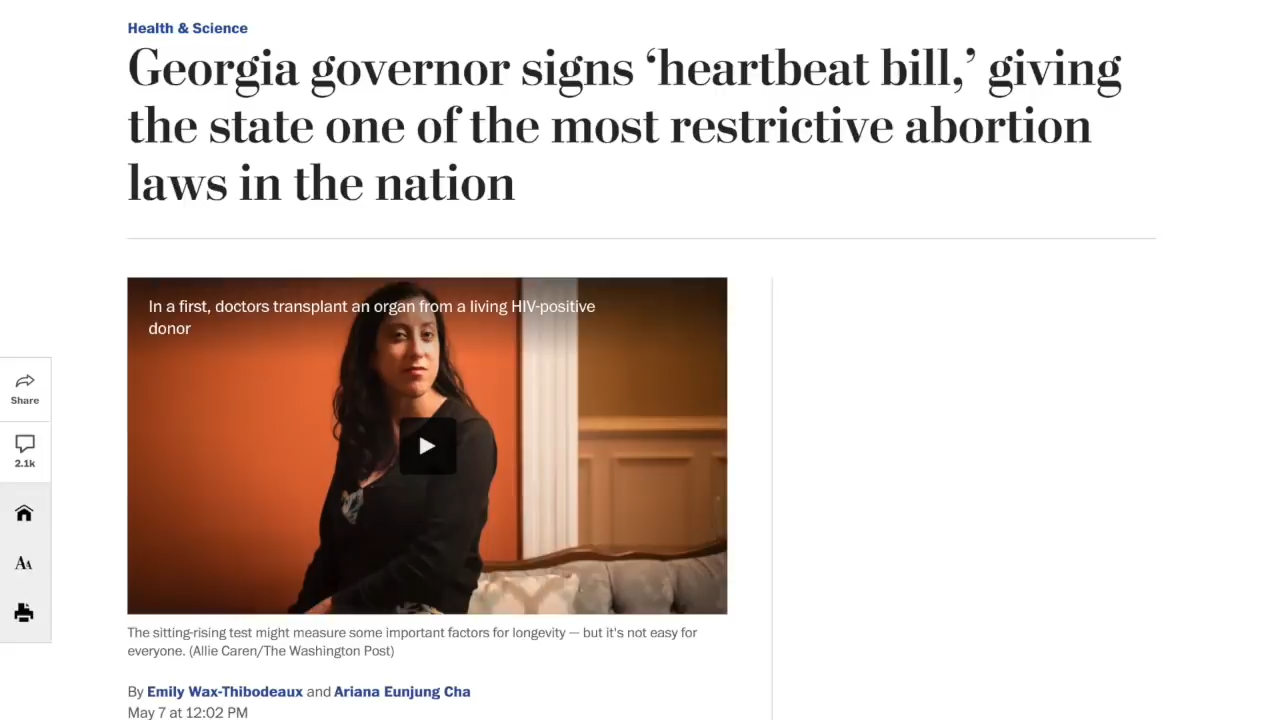 Health & Science
Georgia governor signs ‘heartbeat bill,’ giving
the state one of the most restrictive abortion
laws in the nation
In a first, doctors transplant an organ from a living HIV-positive
donor
Share
2.1k
AA
The sitting-rising test might measure some important factors for longevity — but it's not easy for
everyone. (Allie Caren/The Washington Post)
By Emily Wax-Thibodeaux and Ariana Eunjung Cha
May 7 at 12:02 PM